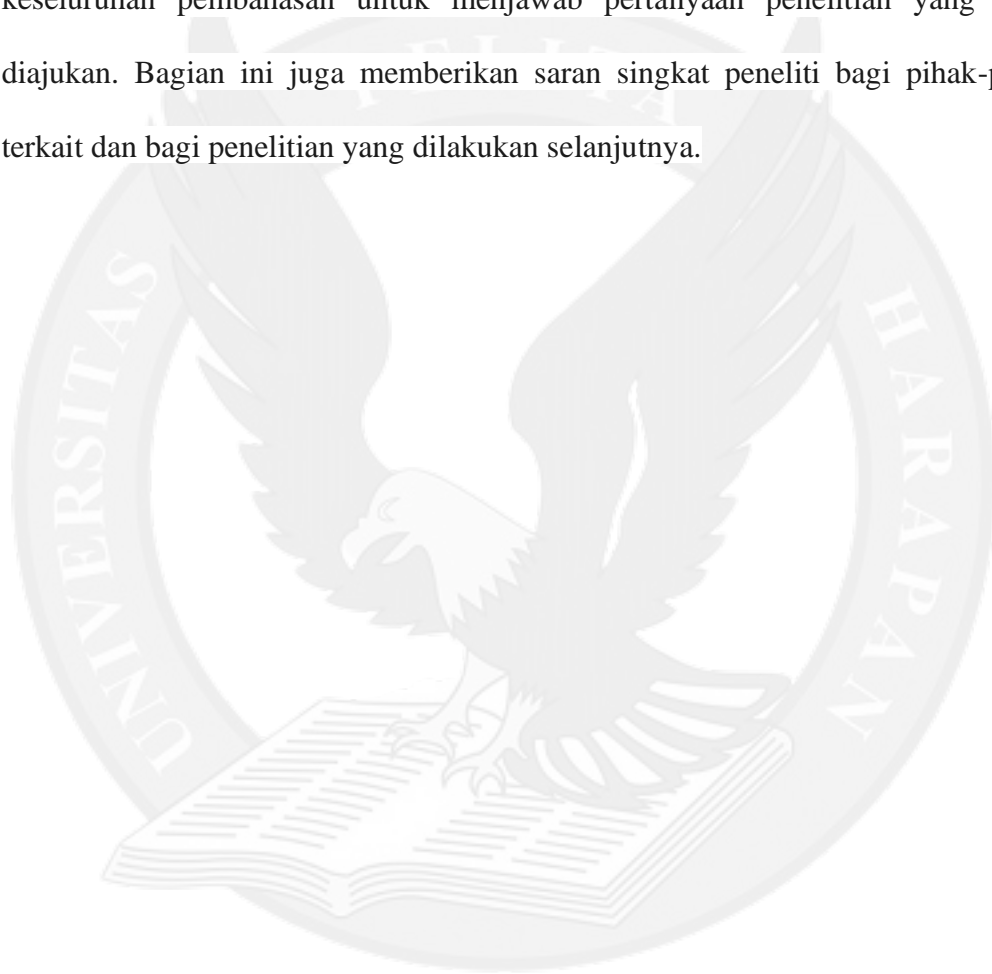 keseluruhan pembahasan untuk menjawab pertanyaan penelitian yang
diajukan. Bagian ini juga memberikan saran singkat peneliti bagi
terkait dan bagi penelitian yang dilakukan selanjutnya.
PELITA
UNIVERSITAS
HARAPAN